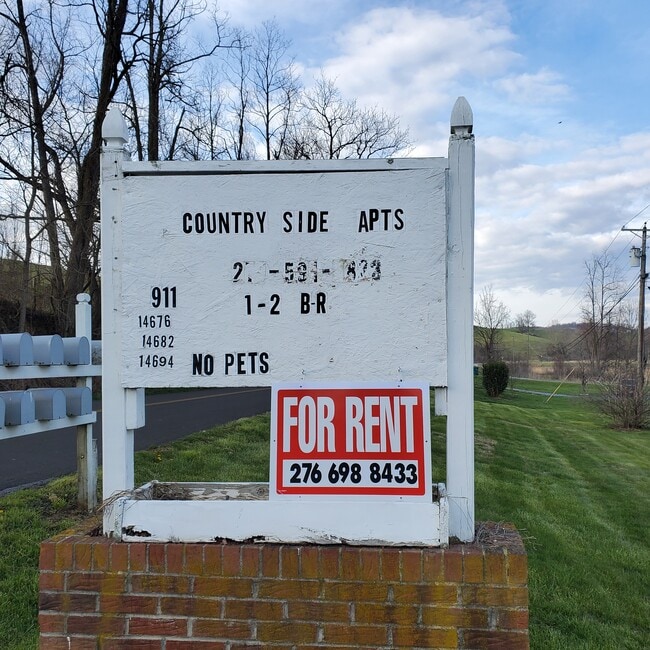 COUNTRY SIDE APTS
911
1-2 B-R
14676
14682
14694
NO PETS
FOR RENT
276 698 8433